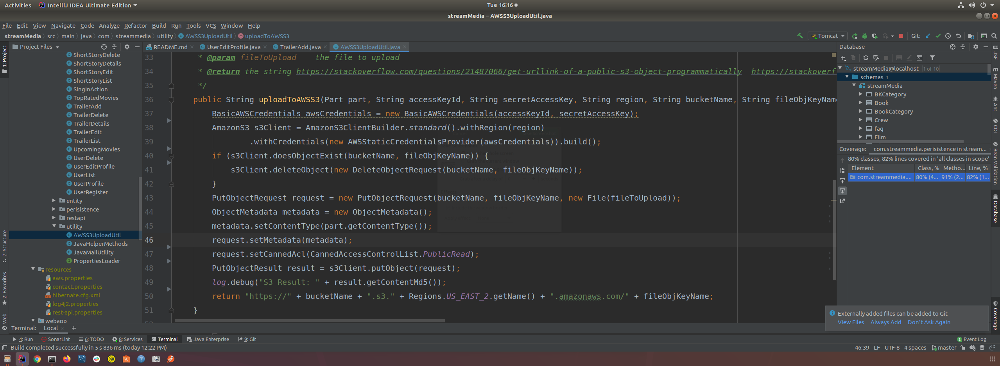 Activities IntelliJ IDEA Ultimate Edition Tue 16:16
streamMedia – AWSS3UploadUtil.java
File Edit View Navigate Code Analyze Refactor Build Run Tools VCS Window Help
streamMedia src main java com streammedia utility AWSS3UploadUtil uploadToAWSS3 Tomcat Git:
1: Project
7: Structure
2: Favorites
Web
Project Files
ShortStoryDelete
ShortStoryDetails
ShortStoryEdit
ShortStoryList
SingInAction
TopRatedMovies
TrailerAdd
TrailerDelete
TrailerDetails
TrailerEdit
TrailerList
UpcomingMovies
UserDelete
UserEditProfile
UserList
UserProfile
UserRegister
entity
perisistence
restapi
utility
AWSS3UploadUtil
JavaHelperMethods
JavaMailUtility
PropertiesLoader
resources
aws.properties
contact.properties
hibernate.cfg.xml
log4j2.properties
rest-api.properties
webapp
README.md UserEditProfile.java TrailerAdd.java AWSS3UploadUtil.java
33 * @param fileToUpload the file to upload
34 * @return the string https://stackoverflow.com/questions/21487066/get-urllink-of-a-public-s3-object-programmatically https://stackoverf
35 */
36 public String uploadToAWSS3(Part part, String accessKeyId, String secretAccessKey, String region, String bucketName, String fileObjKeyName
37 BasicAWSCredentials awsCredentials = new BasicAWSCredentials(accessKeyId, secretAccessKey);
38 AmazonS3 s3Client = AmazonS3ClientBuilder.standard().withRegion(region)
39 .withCredentials(new AWSStaticCredentialsProvider(awsCredentials)).build();
40 if (s3Client.doesObjectExist(bucketName, fileObjKeyName)) {
41 s3Client.deleteObject(new DeleteObjectRequest(bucketName, fileObjKeyName));
42 }
43 PutObjectRequest request = new PutObjectRequest(bucketName, fileObjKeyName, new File(fileToUpload));
44 ObjectMetadata metadata = new ObjectMetadata();
45 metadata.setContentType(part.getContentType());
46 request.setMetadata(metadata);
47 request.setCannedAcl(CannedAccessControlList.PublicRead);
48 PutObjectResult result = s3Client.putObject(request);
49 log.debug("S3 Result: " + result.getContentMd5());
50 return "https://" + bucketName + ".s3." + Regions.US_EAST_2.getName() + ".amazonaws.com/" + fileObjKeyName;
51 }
Database
streamMedia@localhost 1 of 10
schemas 1
streamMedia
BKCategory
Book
BookCategory
Crew
faq
Film
Coverage: com.streammedia.perisistence in stream...
80% classes, 82% lines covered in 'all classes in scope'
Element Class, % Metho... Line, %
com.streammedia.... 80% (4... 91% (2... 82% (1...
JSF
Maven
Ant
CDI
Bean Validation
Database
Coverage
Externally added files can be added to Git
View Files Always Add Don't Ask Again
Terminal: Local
4: Run SonarLint 6: TODO 8: Services Terminal Java Enterprise 9: Git 2 Event Log
Build completed successfully in 5 s 836 ms (today 12:22 PM) 46:39 LF UTF-8 4 spaces master